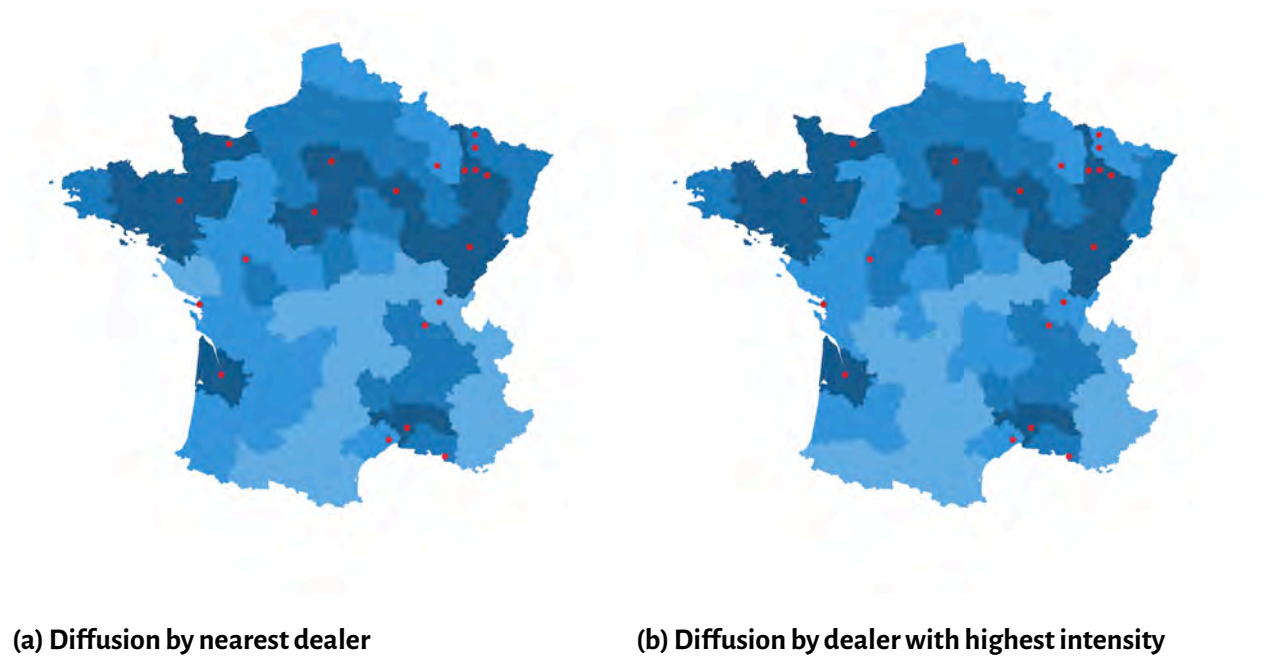 (a) Diffusion by nearest dealer
(b) Diffusion by dealer with highest intensity